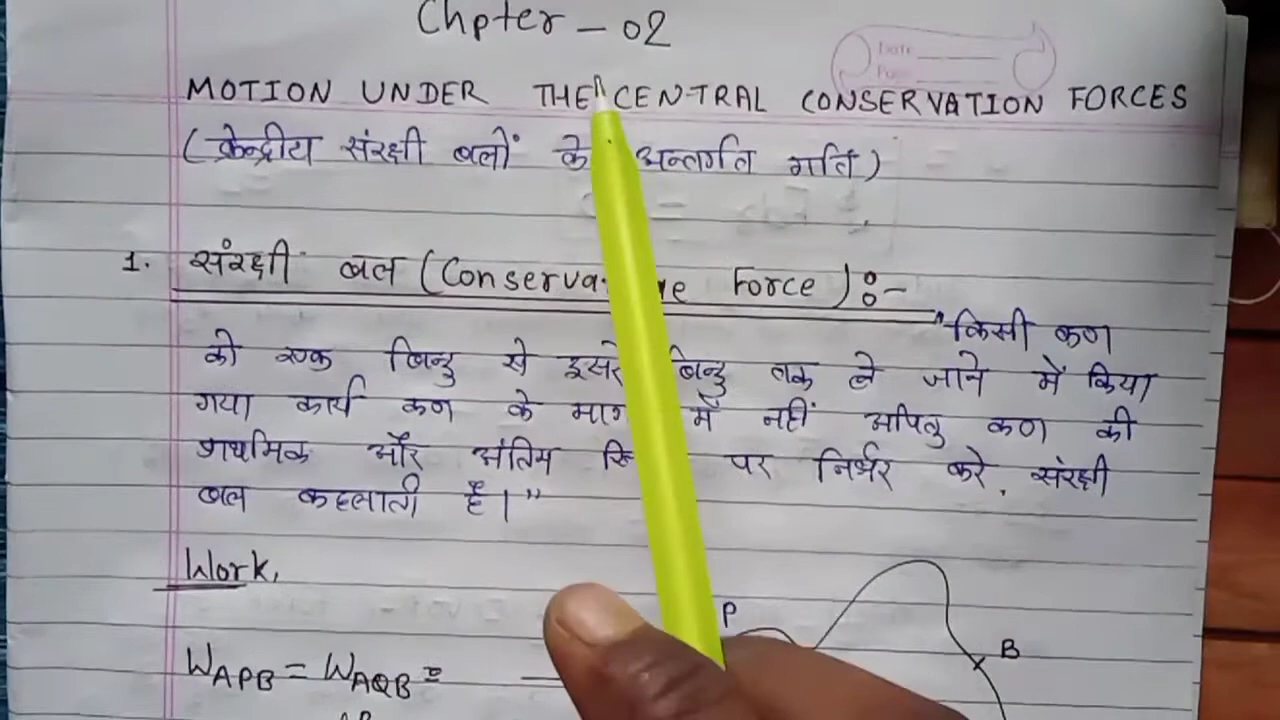 Chpter - 02
Date
MOTION UNDER THE CENTRAL CONSERVATION FORCES
(केन्द्रीय संरक्षी बलों के अन्तर्गत गति)
1. संरक्षी बल (Conserva ve Force) :-
"किसी कण
को एक बिन्दु से दूसरे बिन्दु तक ले जाने में किया
गया कार्य कण के मार्ग में नहीं अपितु कण की
प्राथमिक और अंतिम पर निर्भर करे, संरक्षी
बल कहलाती है।"
Work,
P
B
WAPB = WAQB =